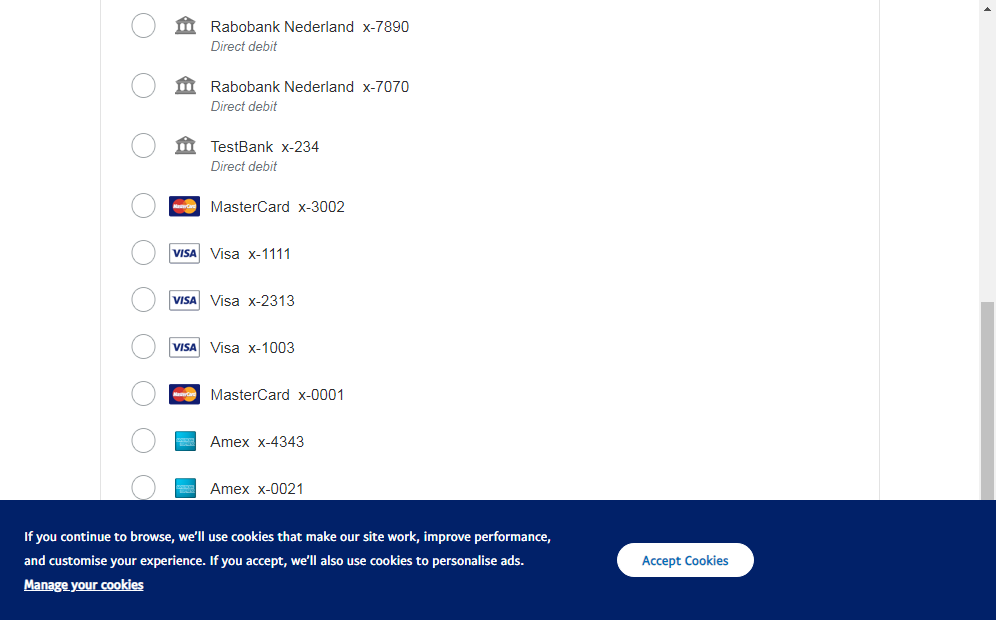 Rabobank Nederland x-7890
Direct debit
Rabobank Nederland x-7070
Direct debit
TestBank x-234
Direct debit
MasterCard MasterCard x-3002
VISA Visa x-1111
VISA Visa x-2313
VISA Visa x-1003
MasterCard MasterCard x-0001
Amex x-4343
Amex x-0021
If you continue to browse, we'll use cookies that make our site work, improve performance,
and customise your experience. If you accept, we'll also use cookies to personalise ads.
Manage your cookies
Accept Cookies